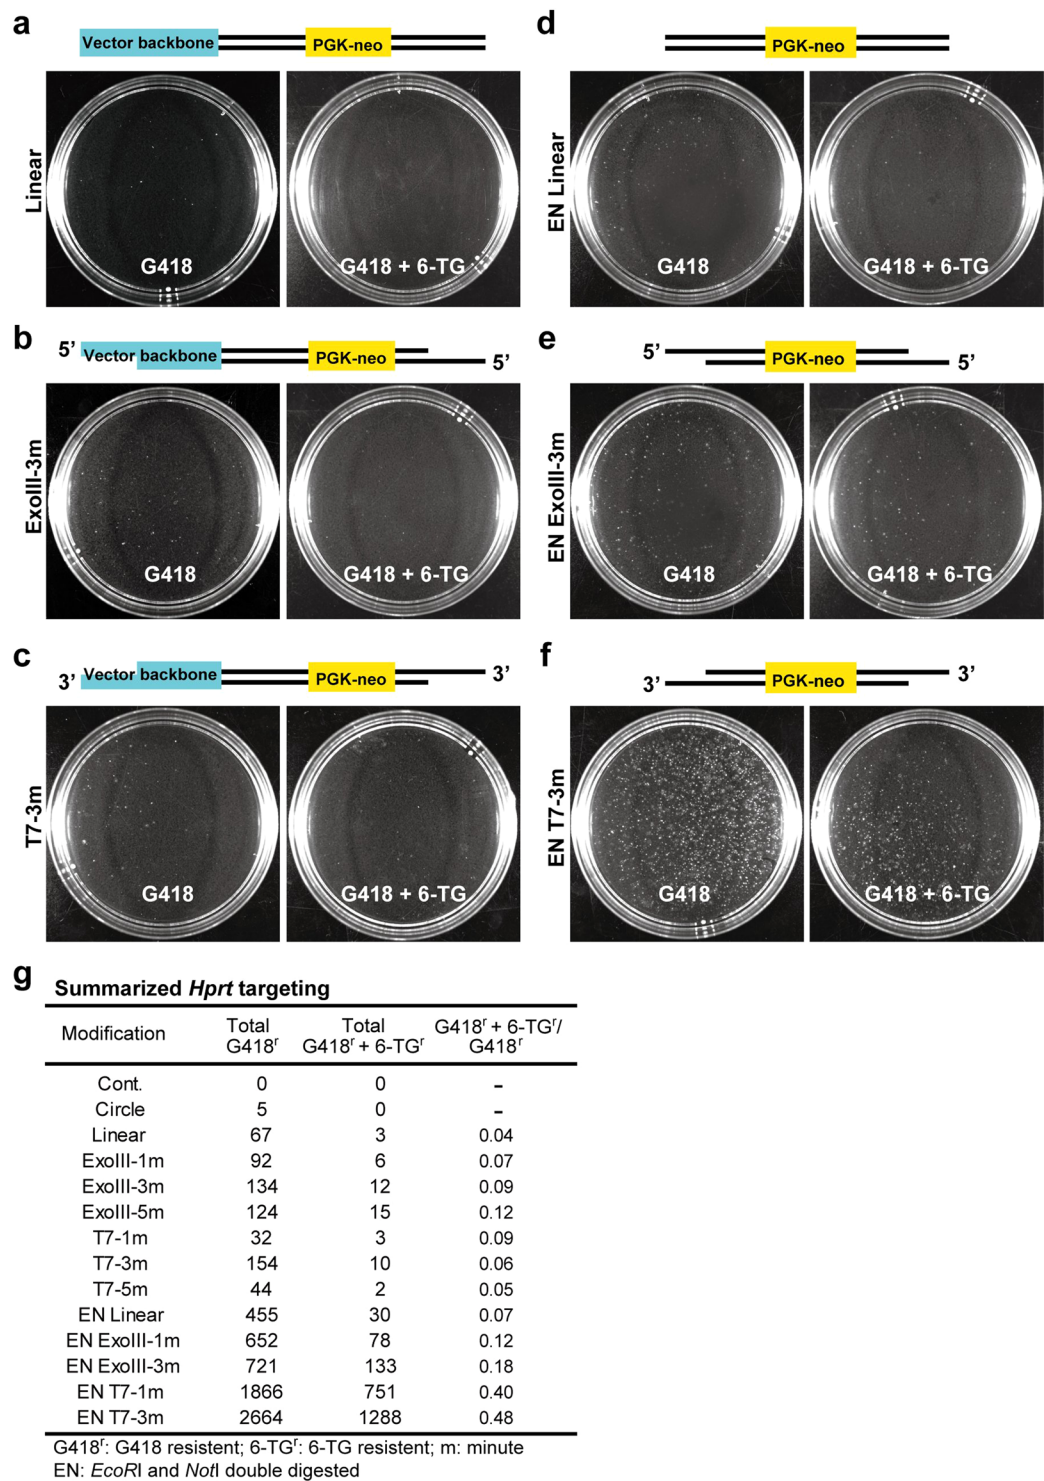 a
Vector backbone PGK-neo
Linear
G418
G418 + 6-TG
b
5’ Vector backbone PGK-neo 5’
ExoIII-3m
G418
G418 + 6-TG
c
3’ Vector backbone PGK-neo 3’
T7-3m
G418
G418 + 6-TG
d
PGK-neo
EN Linear
G418
G418 + 6-TG
e
5’ PGK-neo 5’
EN ExoIII-3m
G418
G418 + 6-TG
f
3’ PGK-neo 3’
EN T7-3m
G418
G418 + 6-TG
g
Summarized Hprt targeting
Modification Total G418r Total G418r + 6-TGr G418r + 6-TGr/ G418r
Cont. 0 0 –
Circle 5 0 –
Linear 67 3 0.04
ExoIII-1m 92 6 0.07
ExoIII-3m 134 12 0.09
ExoIII-5m 124 15 0.12
T7-1m 32 3 0.09
T7-3m 154 10 0.06
T7-5m 44 2 0.05
EN Linear 455 30 0.07
EN ExoIII-1m 652 78 0.12
EN ExoIII-3m 721 133 0.18
EN T7-1m 1866 751 0.40
EN T7-3m 2664 1288 0.48
G418r: G418 resistent; 6-TGr: 6-TG resistent; m: minute
EN: EcoRI and NotI double digested